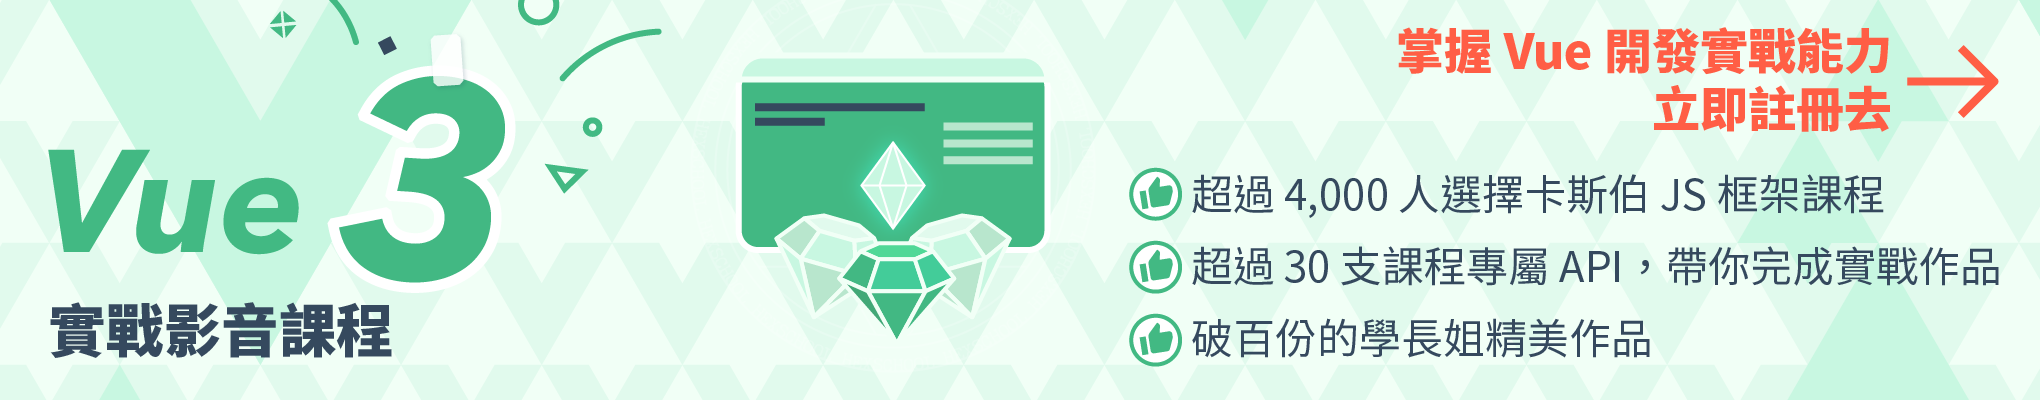 Vue 3
實戰影音課程
掌握 Vue 開發實戰能力
立即註冊去
超過 4,000 人選擇卡斯伯 JS 框架課程
超過 30 支課程專屬 API，帶你完成實戰作品
破百份的學長姐精美作品